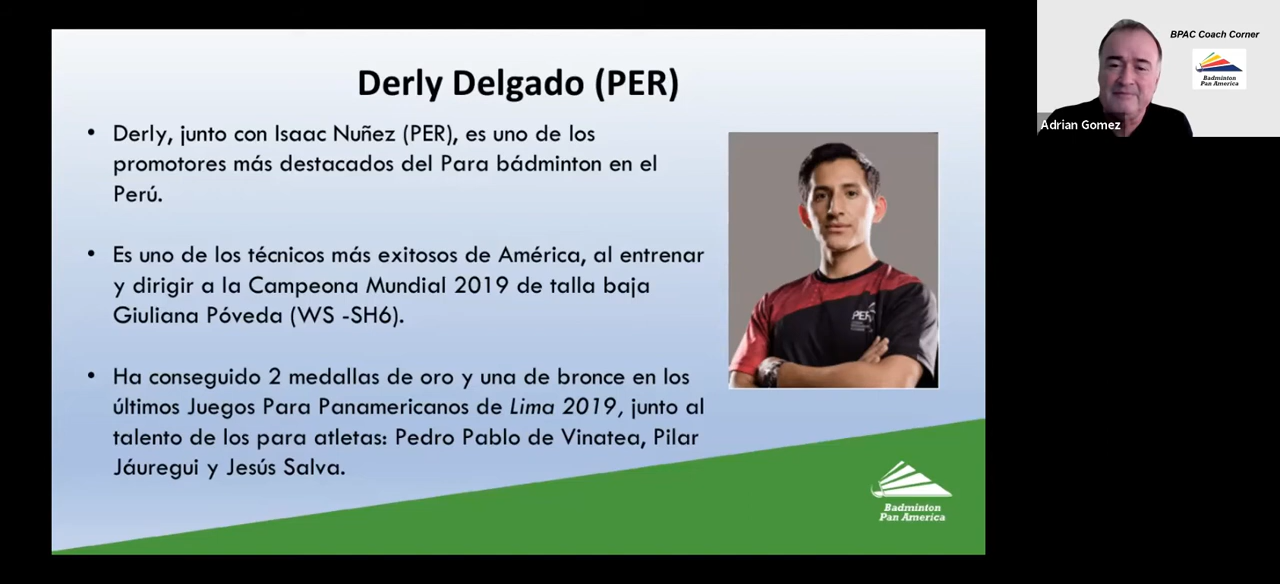 Derly Delgado (PER)
• Derly, junto con Isaac Nuñez (PER), es uno de los
promotores más destacados del Para bádminton en el
Perú.
• Es uno de los técnicos más exitosos de América, al entrenar
y dirigir a la Campeona Mundial 2019 de talla baja
Giuliana Póveda (WS -SH6).
• Ha conseguido 2 medallas de oro y una de bronce en los
últimos Juegos Para Panamericanos de Lima 2019, junto al
talento de los para atletas: Pedro Pablo de Vinatea, Pilar
Jáuregui y Jesús Salva.
PERÚ
Badminton
Pan America
BPAC Coach Corner
Badminton
Pan America
Adrian Gomez